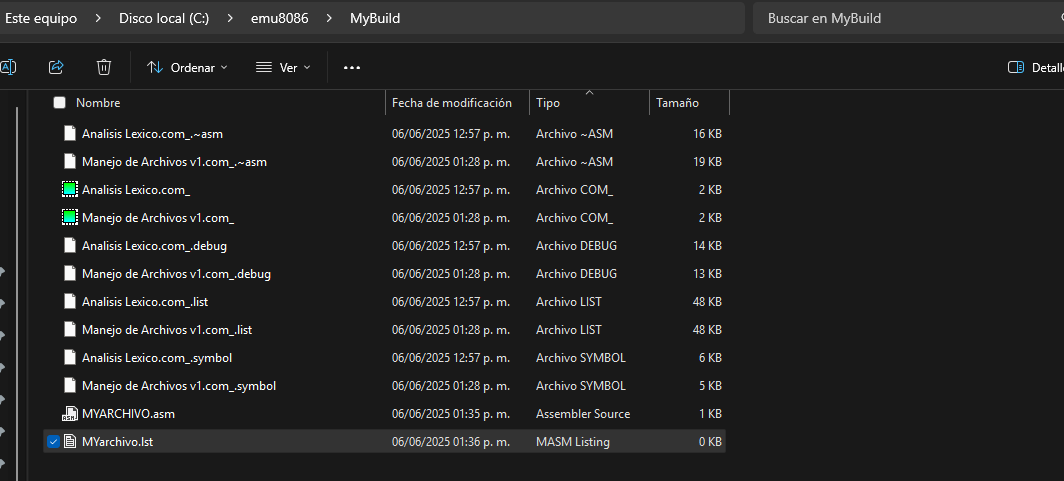 Este equipo > Disco local (C:) > emu8086 > MyBuild Buscar en MyBuild
Ordenar Ver ••• Detalle
Nombre Fecha de modificación Tipo Tamaño
Analisis Lexico.com_.~asm 06/06/2025 12:57 p. m. Archivo ~ASM 16 KB
Manejo de Archivos v1.com_.~asm 06/06/2025 01:28 p. m. Archivo ~ASM 19 KB
Analisis Lexico.com_ 06/06/2025 12:57 p. m. Archivo COM_ 2 KB
Manejo de Archivos v1.com_ 06/06/2025 01:28 p. m. Archivo COM_ 2 KB
Analisis Lexico.com_.debug 06/06/2025 12:57 p. m. Archivo DEBUG 14 KB
Manejo de Archivos v1.com_.debug 06/06/2025 01:28 p. m. Archivo DEBUG 13 KB
Analisis Lexico.com_.list 06/06/2025 12:57 p. m. Archivo LIST 48 KB
Manejo de Archivos v1.com_.list 06/06/2025 01:28 p. m. Archivo LIST 48 KB
Analisis Lexico.com_.symbol 06/06/2025 12:57 p. m. Archivo SYMBOL 6 KB
Manejo de Archivos v1.com_.symbol 06/06/2025 01:28 p. m. Archivo SYMBOL 5 KB
MYARCHIVO.asm 06/06/2025 01:35 p. m. Assembler Source 1 KB
MYarchivo.lst 06/06/2025 01:36 p. m. MASM Listing 0 KB